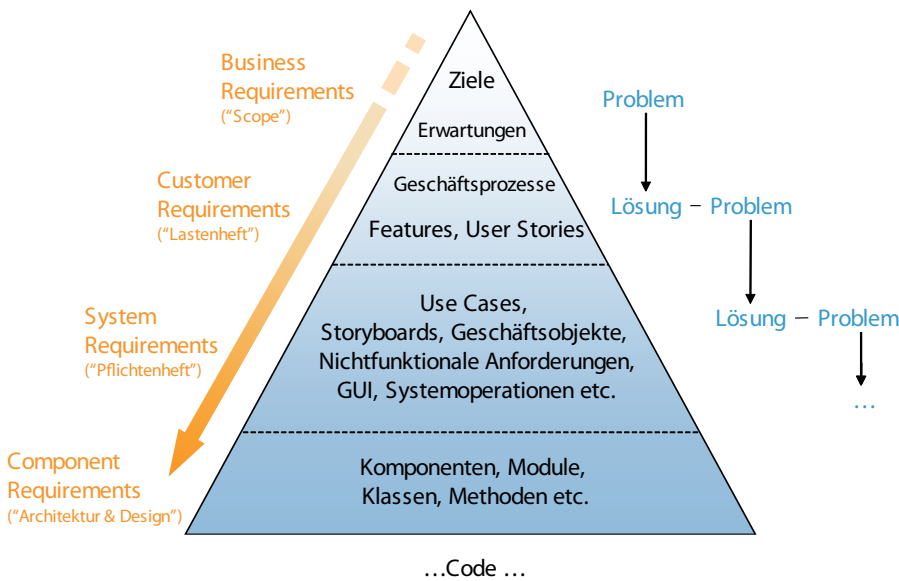 Business
Requirements
(“Scope”)
Customer
Requirements
(“Lastenheft”)
System
Requirements
(“Pflichtenheft”)
Component
Requirements
(“Architektur & Design”)
Ziele
Erwartungen
Geschäftsprozesse
Features, User Stories
Use Cases,
Storyboards, Geschäftsobjekte,
Nichtfunktionale Anforderungen,
GUI, Systemoperationen etc.
Komponenten, Module,
Klassen, Methoden etc.
…Code …
Problem
Lösung – Problem
Lösung – Problem
…